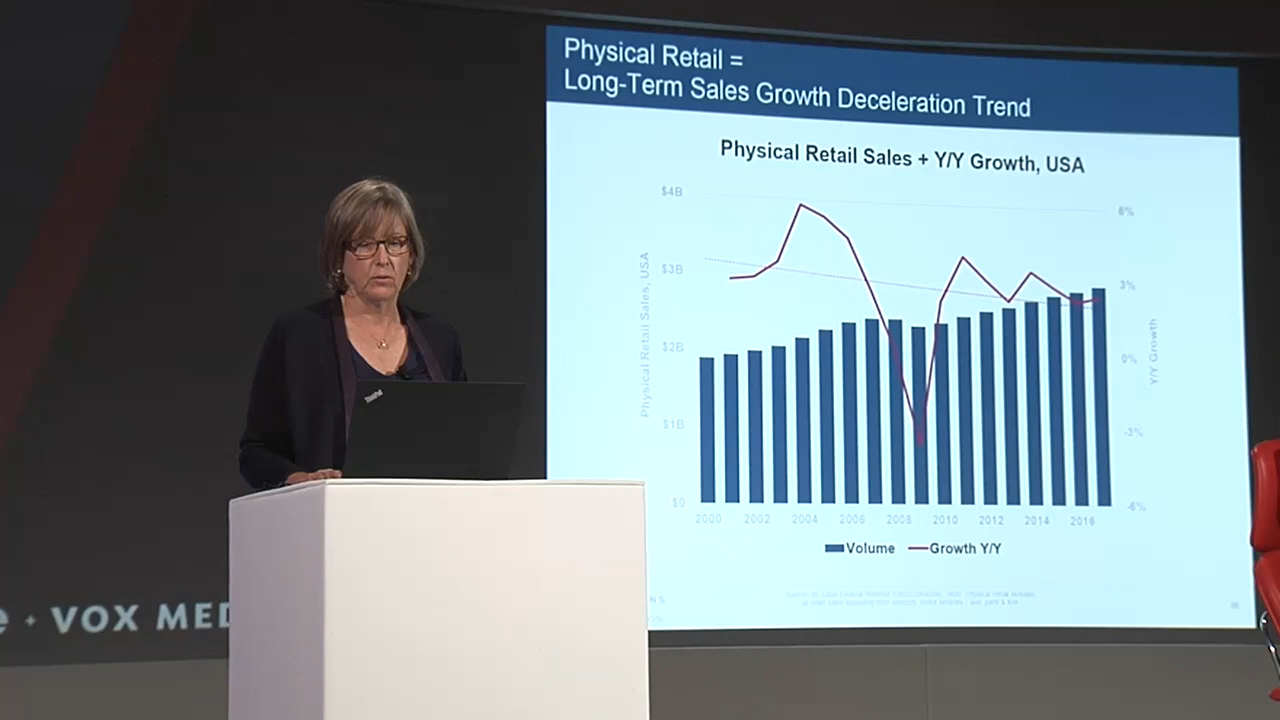 Physical Retail =
Long-Term Sales Growth Deceleration Trend
Physical Retail Sales + Y/Y Growth, USA
$4B
$3B
$2B
$1B
$0
Physical Retail Sales, USA
6%
3%
0%
-3%
-6%
Y/Y Growth
2000 2002 2004 2006 2008 2010 2012 2014 2016
Volume Growth Y/Y
ThinkPad
VOX MED